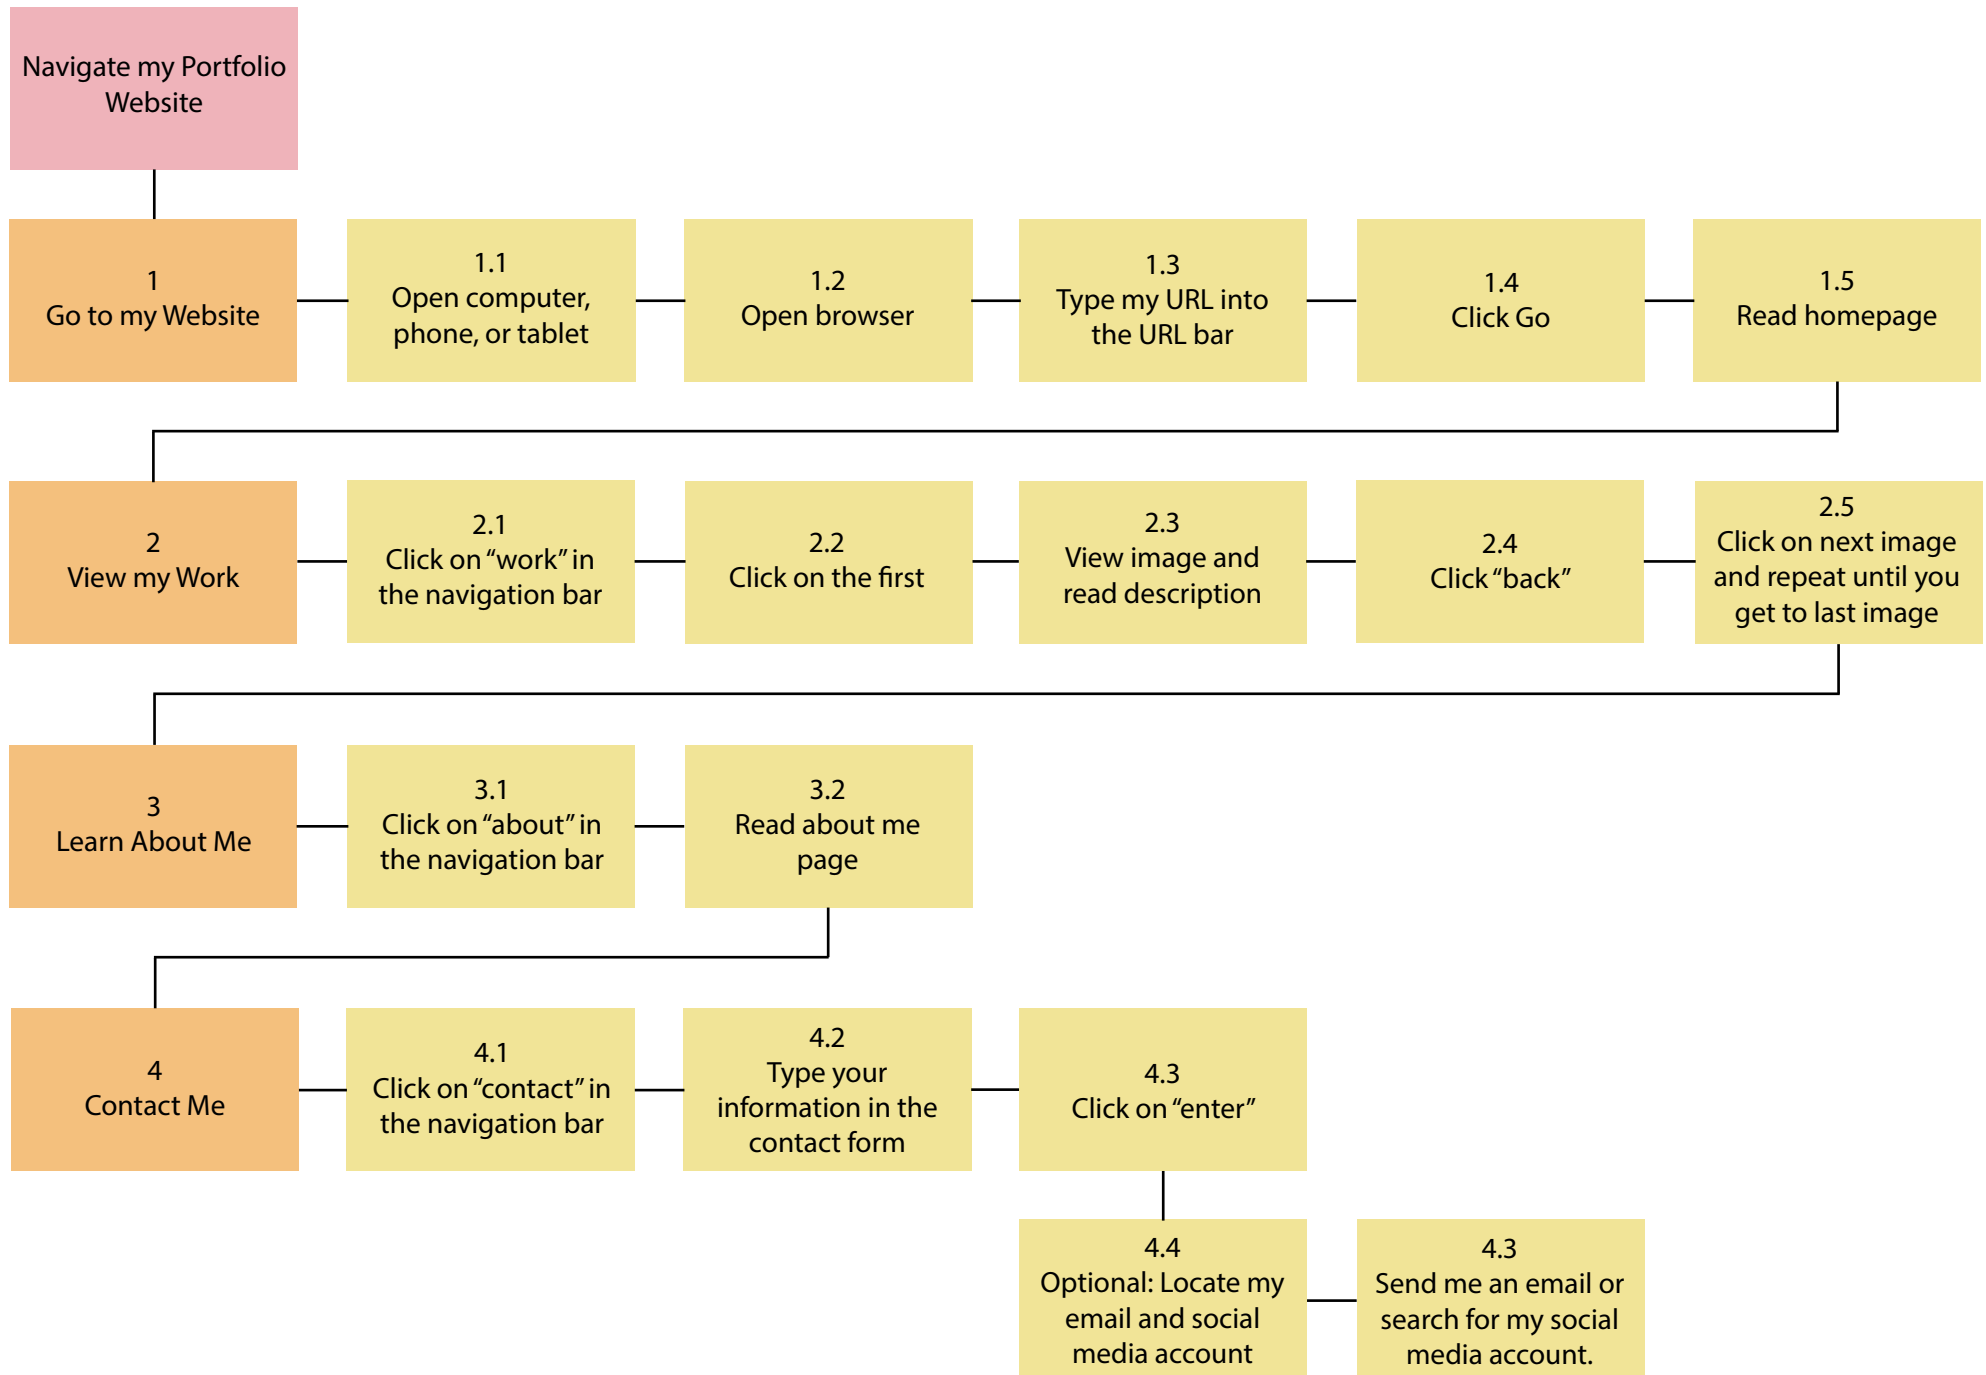 Navigate my Portfolio
Website
1
Go to my Website
1.1
Open computer,
phone, or tablet
1.2
Open browser
1.3
Type my URL into
the URL bar
1.4
Click Go
1.5
Read homepage
2
View my Work
2.1
Click on “work” in
the navigation bar
2.2
Click on the first
2.3
View image and
read description
2.4
Click “back”
2.5
Click on next image
and repeat until you
get to last image
3
Learn About Me
3.1
Click on “about” in
the navigation bar
3.2
Read about me
page
4
Contact Me
4.1
Click on “contact” in
the navigation bar
4.2
Type your
information in the
contact form
4.3
Click on “enter”
4.4
Optional: Locate my
email and social
media account
4.3
Send me an email or
search for my social
media account.